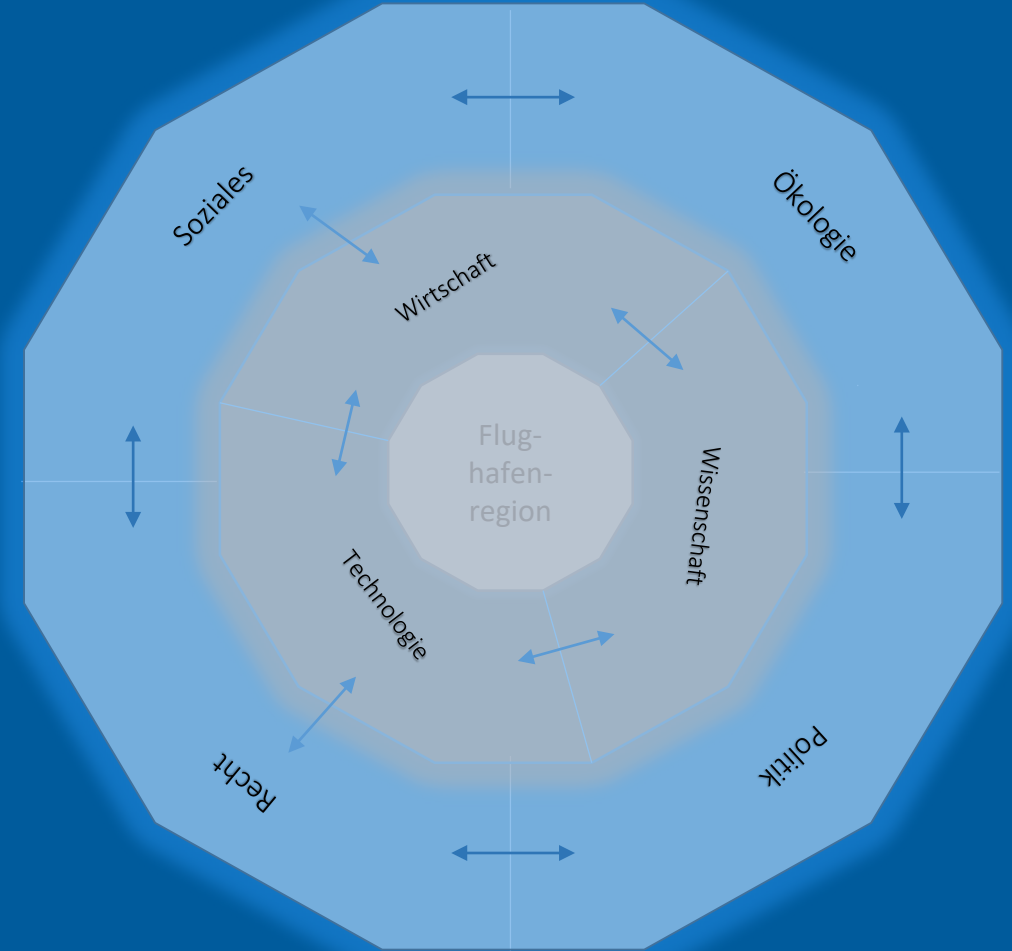 Soziales
Ökologie
Wirtschaft
Flug-
hafen-
region
Wissenschaft
Technologie
Recht
Politik